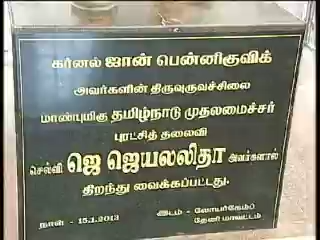 கர்னல் ஜான் பென்னிகுவிக்
அவர்களின் திருவுருவச்சிலை
மாண்புமிகு தமிழ்நாடு முதலமைச்சர்
புரட்சித் தலைவி
செல்வி ஜெ ஜெயலலிதா அவர்களால்
திறந்து வைக்கப்பட்டது.
நாள் - 15.1.2013 இடம் - லோயர்கேம்ப்
தேனி மாவட்டம்